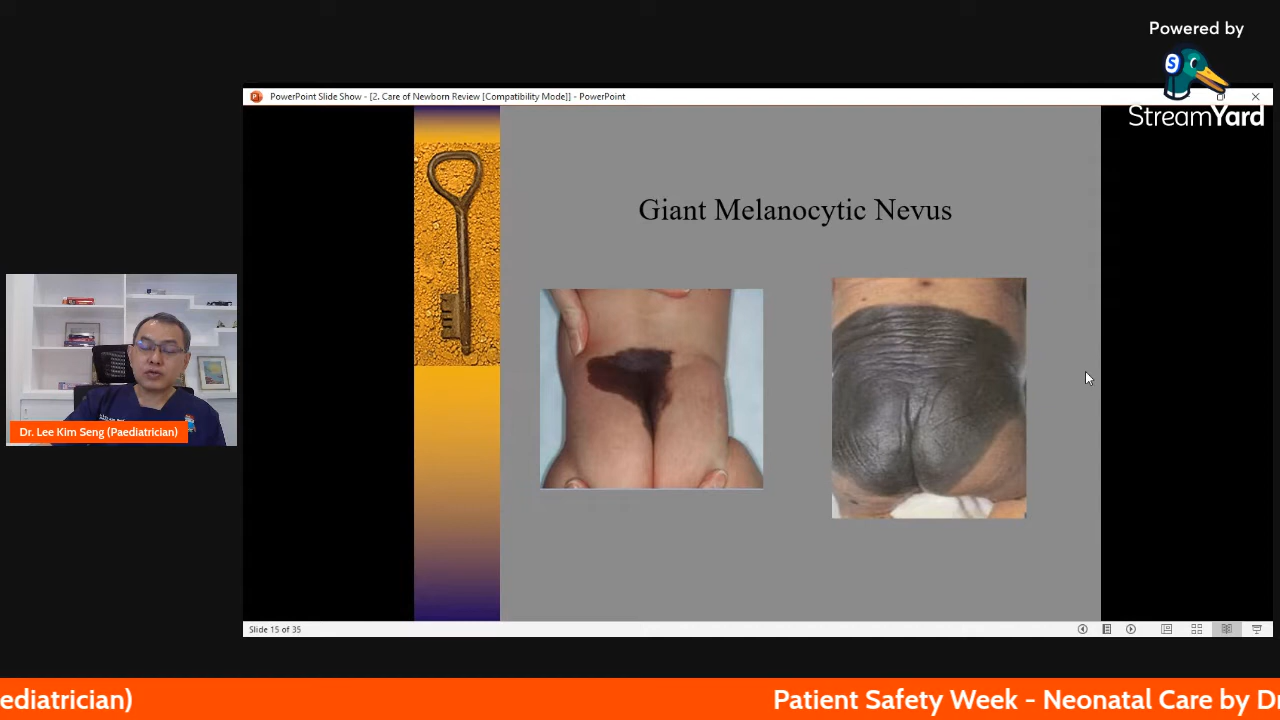 Powered by
S
StreamYard
PowerPoint Slide Show - [2. Care of Newborn Review [Compatibility Mode]] - PowerPoint
Giant Melanocytic Nevus
Dr. Lee Kim Seng (Paediatrician)
Slide 15 of 35
ediatrician) Patient Safety Week - Neonatal Care by D